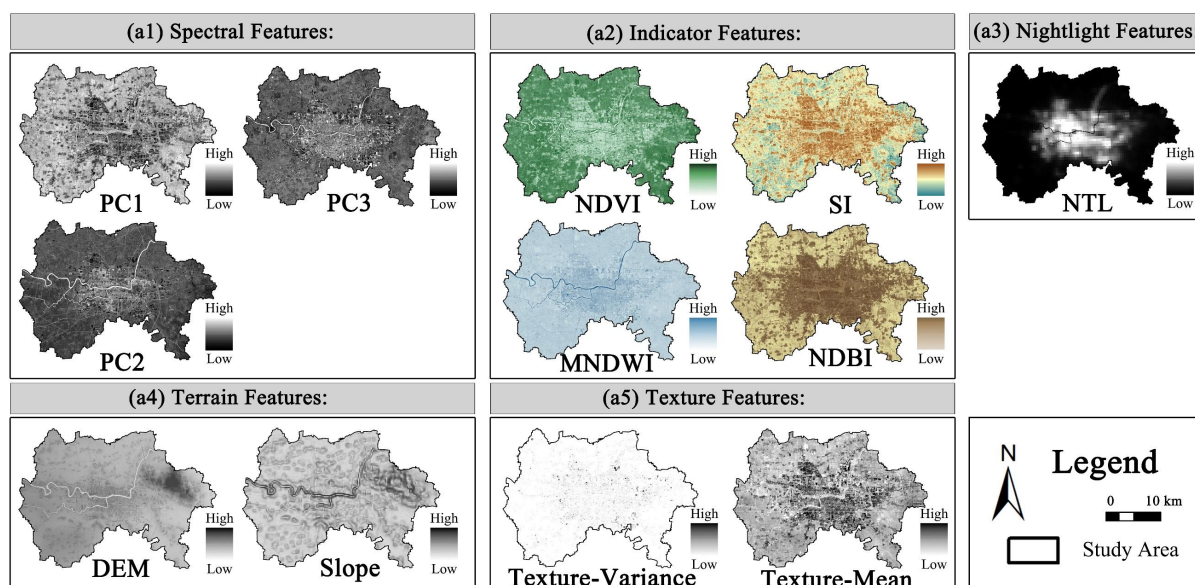 (a1) Spectral Features:
(a2) Indicator Features:
(a3) Nightlight Features:
High
Low
PC1
High
Low
PC3
High
Low
NDVI
High
Low
SI
High
Low
NTL
High
Low
PC2
High
Low
MNDWI
High
Low
NDBI
(a4) Terrain Features:
(a5) Texture Features:
High
Low
DEM
High
Low
Slope
High
Low
Texture-Variance
High
Low
Texture-Mean
N
Legend
0 10 km
Study Area